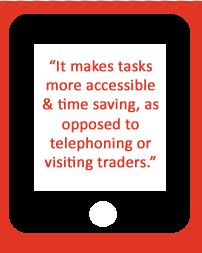 “It makes tasks
more accessible
& time saving, as
opposed to
telephoning or
visiting traders.”